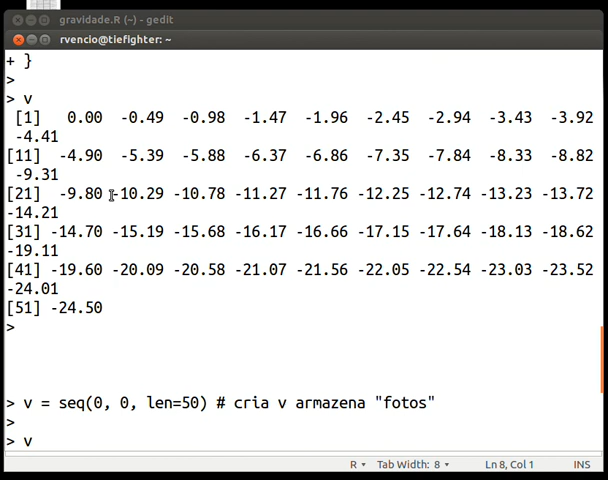 gravidade.R (~) - gedit
rvencio@tiefighter: ~
+ }
>
> v
[1] 0.00 -0.49 -0.98 -1.47 -1.96 -2.45 -2.94 -3.43 -3.92
-4.41
[11] -4.90 -5.39 -5.88 -6.37 -6.86 -7.35 -7.84 -8.33 -8.82
-9.31
[21] -9.80 -10.29 -10.78 -11.27 -11.76 -12.25 -12.74 -13.23 -13.72
-14.21
[31] -14.70 -15.19 -15.68 -16.17 -16.66 -17.15 -17.64 -18.13 -18.62
-19.11
[41] -19.60 -20.09 -20.58 -21.07 -21.56 -22.05 -22.54 -23.03 -23.52
-24.01
[51] -24.50
>
> v = seq(0, 0, len=50) # cria v armazena "fotos"
>
> v
R Tab Width: 8 Ln 8, Col 1 INS